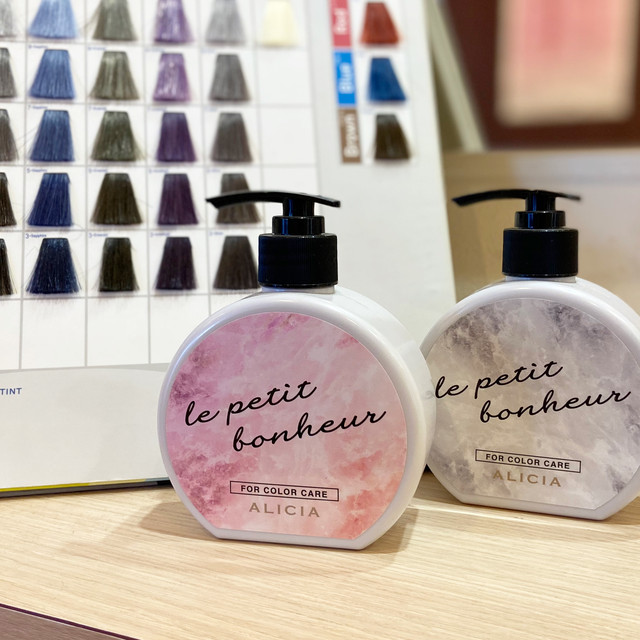 Red
Blue
Brown
TINT
le petit
bonheur
FOR COLOR CARE
ALICIA
le petit
bonheur
FOR COLOR CARE
ALICIA